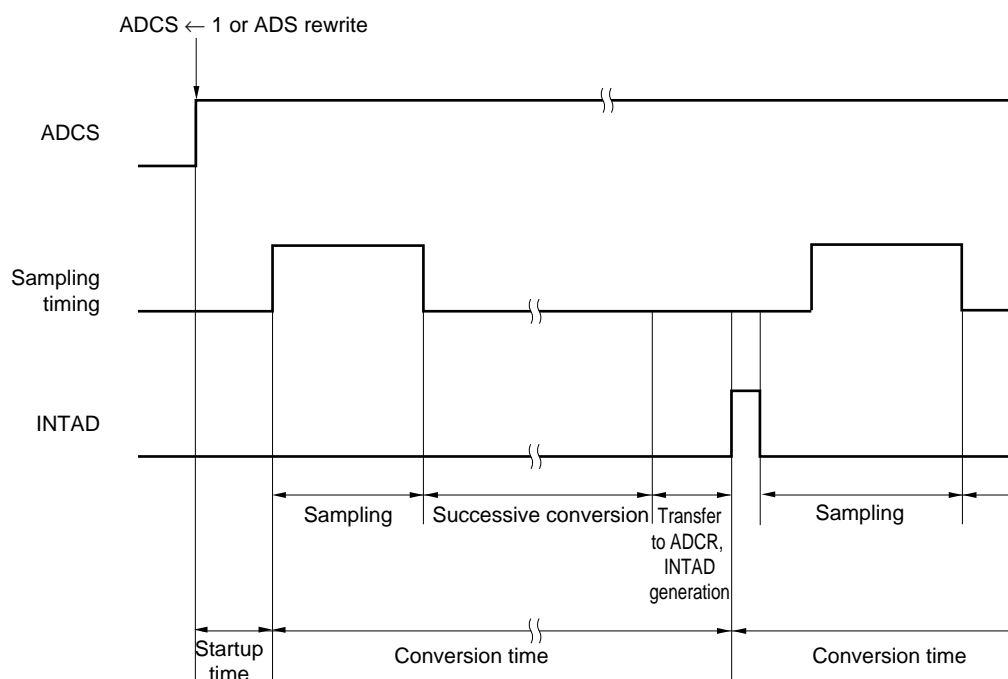 ADCS ← 1 or ADS rewrite
ADCS
Sampling
timing
INTAD
Sampling
Successive conversion
Transfer
to ADCR,
INTAD
generation
Sampling
Startup
time
Conversion time
Conversion time